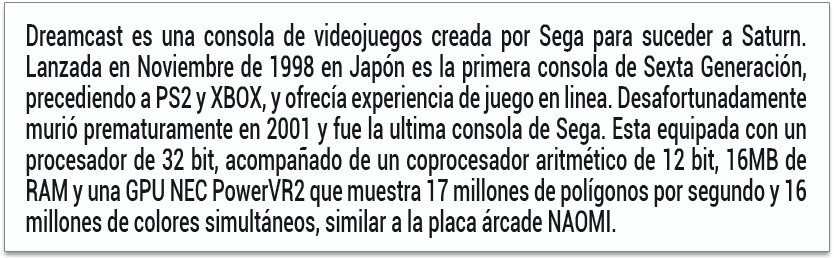 Dreamcast es una consola de videojuegos creada por Sega para suceder a Saturn.
Lanzada en Noviembre de 1998 en Japón es la primera consola de Sexta Generación,
precediendo a PS2 y XBOX, y ofrecía experiencia de juego en linea. Desafortunadamente
murió prematuramente en 2001 y fue la ultima consola de Sega. Esta equipada con un
procesador de 32 bit, acompañado de un coprocesador aritmético de 12 bit, 16MB de
RAM y una GPU NEC PowerVR2 que muestra 17 millones de polígonos por segundo y 16
millones de colores simultáneos, similar a la placa árcade NAOMI.